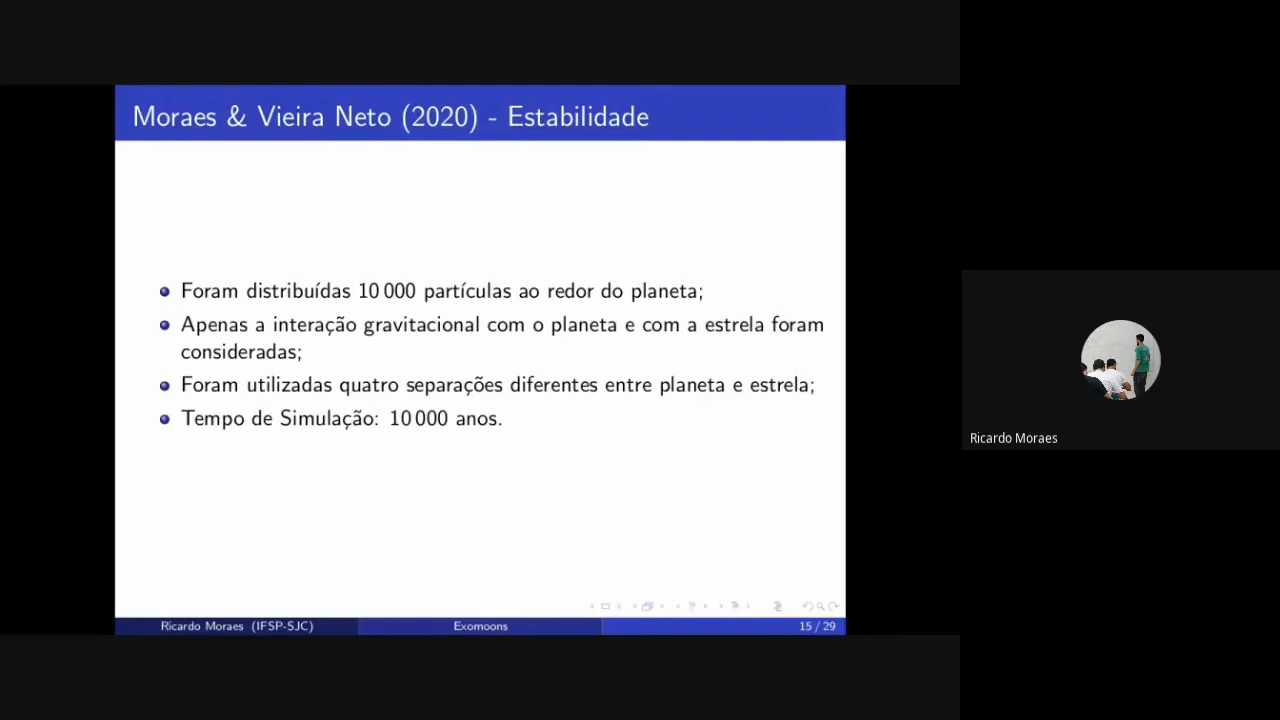 Moraes & Vieira Neto (2020) - Estabilidade
Foram distribuídas 10 000 partículas ao redor do planeta;
Apenas a interação gravitacional com o planeta e com a estrela foram
consideradas;
Foram utilizadas quatro separações diferentes entre planeta e estrela;
Tempo de Simulação: 10 000 anos.
Ricardo Moraes (IFSP-SJC)
Exomoons
15 / 29
Ricardo Moraes